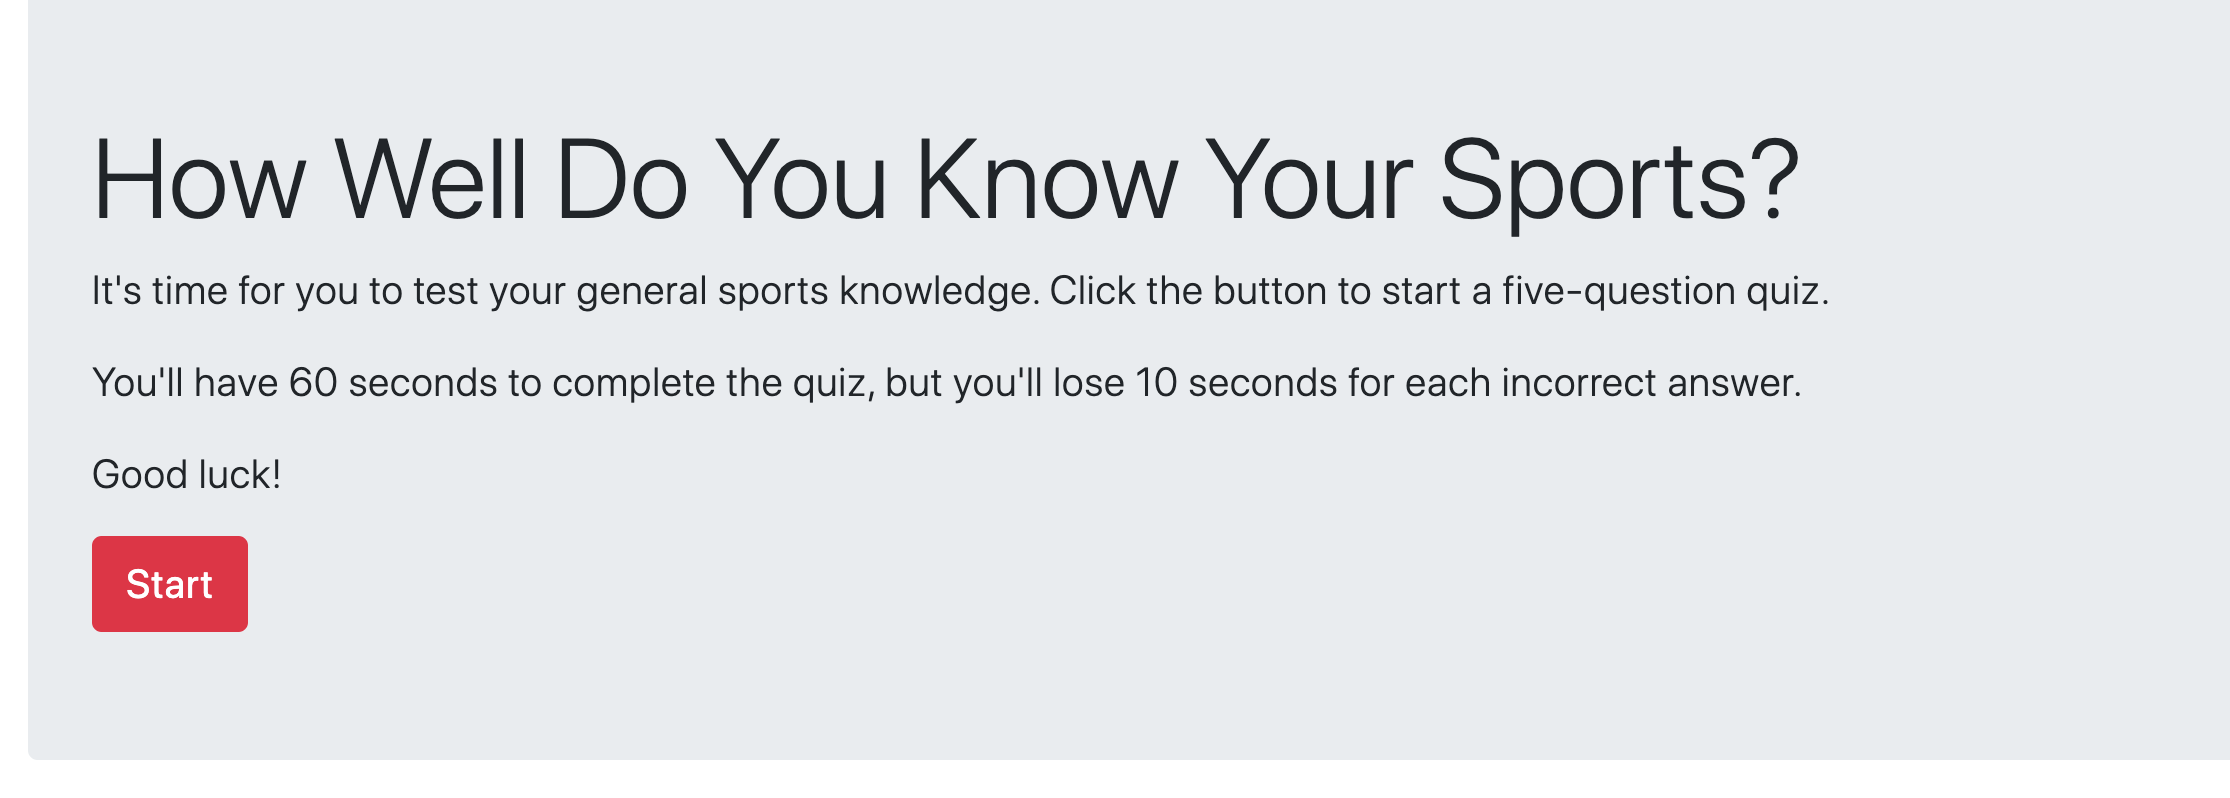 How Well Do You Know Your Sports?
It's time for you to test your general sports knowledge. Click the button to start a five-question quiz.
You'll have 60 seconds to complete the quiz, but you'll lose 10 seconds for each incorrect answer.
Good luck!
Start